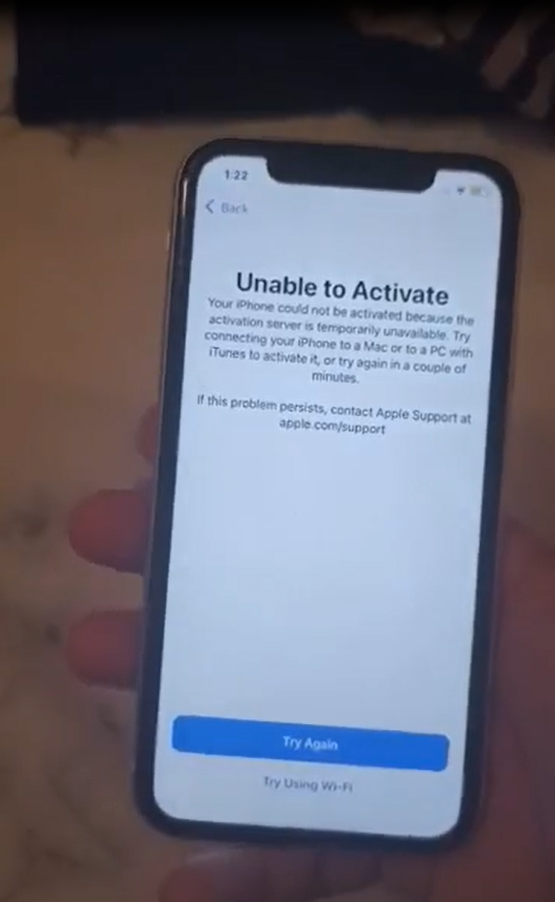 1:22
Back
Unable to Activate
Your iPhone could not be activated because the
activation server is temporarily unavailable. Try
connecting your iPhone to a Mac or to a PC with
iTunes to activate it, or try again in a couple of
minutes.
If this problem persists, contact Apple Support at
apple.com/support
Try Again
Try Using Wi-Fi